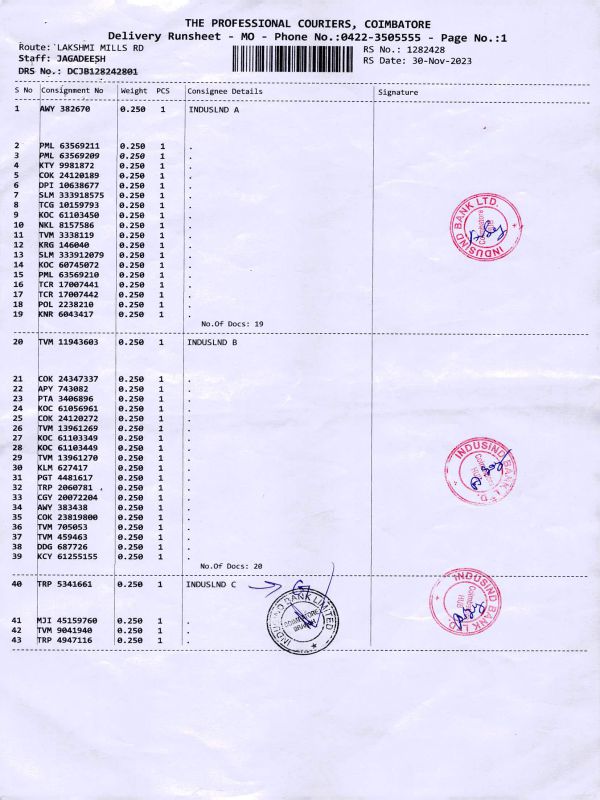 THE PROFESSIONAL COURIERS, COIMBATORE
Delivery Runsheet - MO - Phone No.:0422-3505555 - Page No.:1
Route: LAKSHMI MILLS RD RS No.: 1282428
Staff: JAGADEESH RS Date: 30-Nov-2023
DRS No.: DCJB128242801
S No Consignment No Weight PCS Consignee Details Signature
1 AWY 382670 0.250 1 INDUSLND A
2 PML 63569211 0.250 1 .
3 PML 63569209 0.250 1 .
4 KTY 9981872 0.250 1 .
5 COK 24120189 0.250 1 .
6 DPI 10638677 0.250 1 .
7 SLM 333918575 0.250 1 .
8 TCG 10159793 0.250 1 .
9 KOC 61103450 0.250 1 .
10 NKL 8157586 0.250 1 .
11 TVM 3338119 0.250 1 .
12 KRG 146040 0.250 1 .
13 SLM 333912079 0.250 1 .
14 KOC 60745072 0.250 1 .
15 PML 63569210 0.250 1 .
16 TCR 17007441 0.250 1 .
17 TCR 17007442 0.250 1 .
18 POL 2238210 0.250 1 .
19 KNR 6043417 0.250 1 .
No.Of Docs: 19
INDUSIND BANK LTD.
20 TVM 11943603 0.250 1 INDUSLND B
21 COK 24347337 0.250 1 .
22 APY 743082 0.250 1 .
23 PTA 3406896 0.250 1 .
24 KOC 61056961 0.250 1 .
25 COK 24120272 0.250 1 .
26 TVM 13961269 0.250 1 .
27 KOC 61103349 0.250 1 .
28 KOC 61103449 0.250 1 .
29 TVM 13961270 0.250 1 .
30 KLM 627417 0.250 1 .
31 PGT 4481617 0.250 1 .
32 TRP 2060781 0.250 1 .
33 CGY 20072204 0.250 1 .
34 AWY 383438 0.250 1 .
35 COK 23819800 0.250 1 .
36 TVM 705053 0.250 1 .
37 TVM 459463 0.250 1 .
38 DDG 687726 0.250 1 .
39 KCY 61255155 0.250 1 .
No.Of Docs: 20
INDUSIND BANK LTD.
40 TRP 5341661 0.250 1 INDUSLND C
41 MJI 45159760 0.250 1 .
42 TVM 9041940 0.250 1 .
43 TRP 4947116 0.250 1 .
INDUSIND BANK LIMITED
COIMBATORE
BRANCH
INDUSIND BANK LTD.
HUB